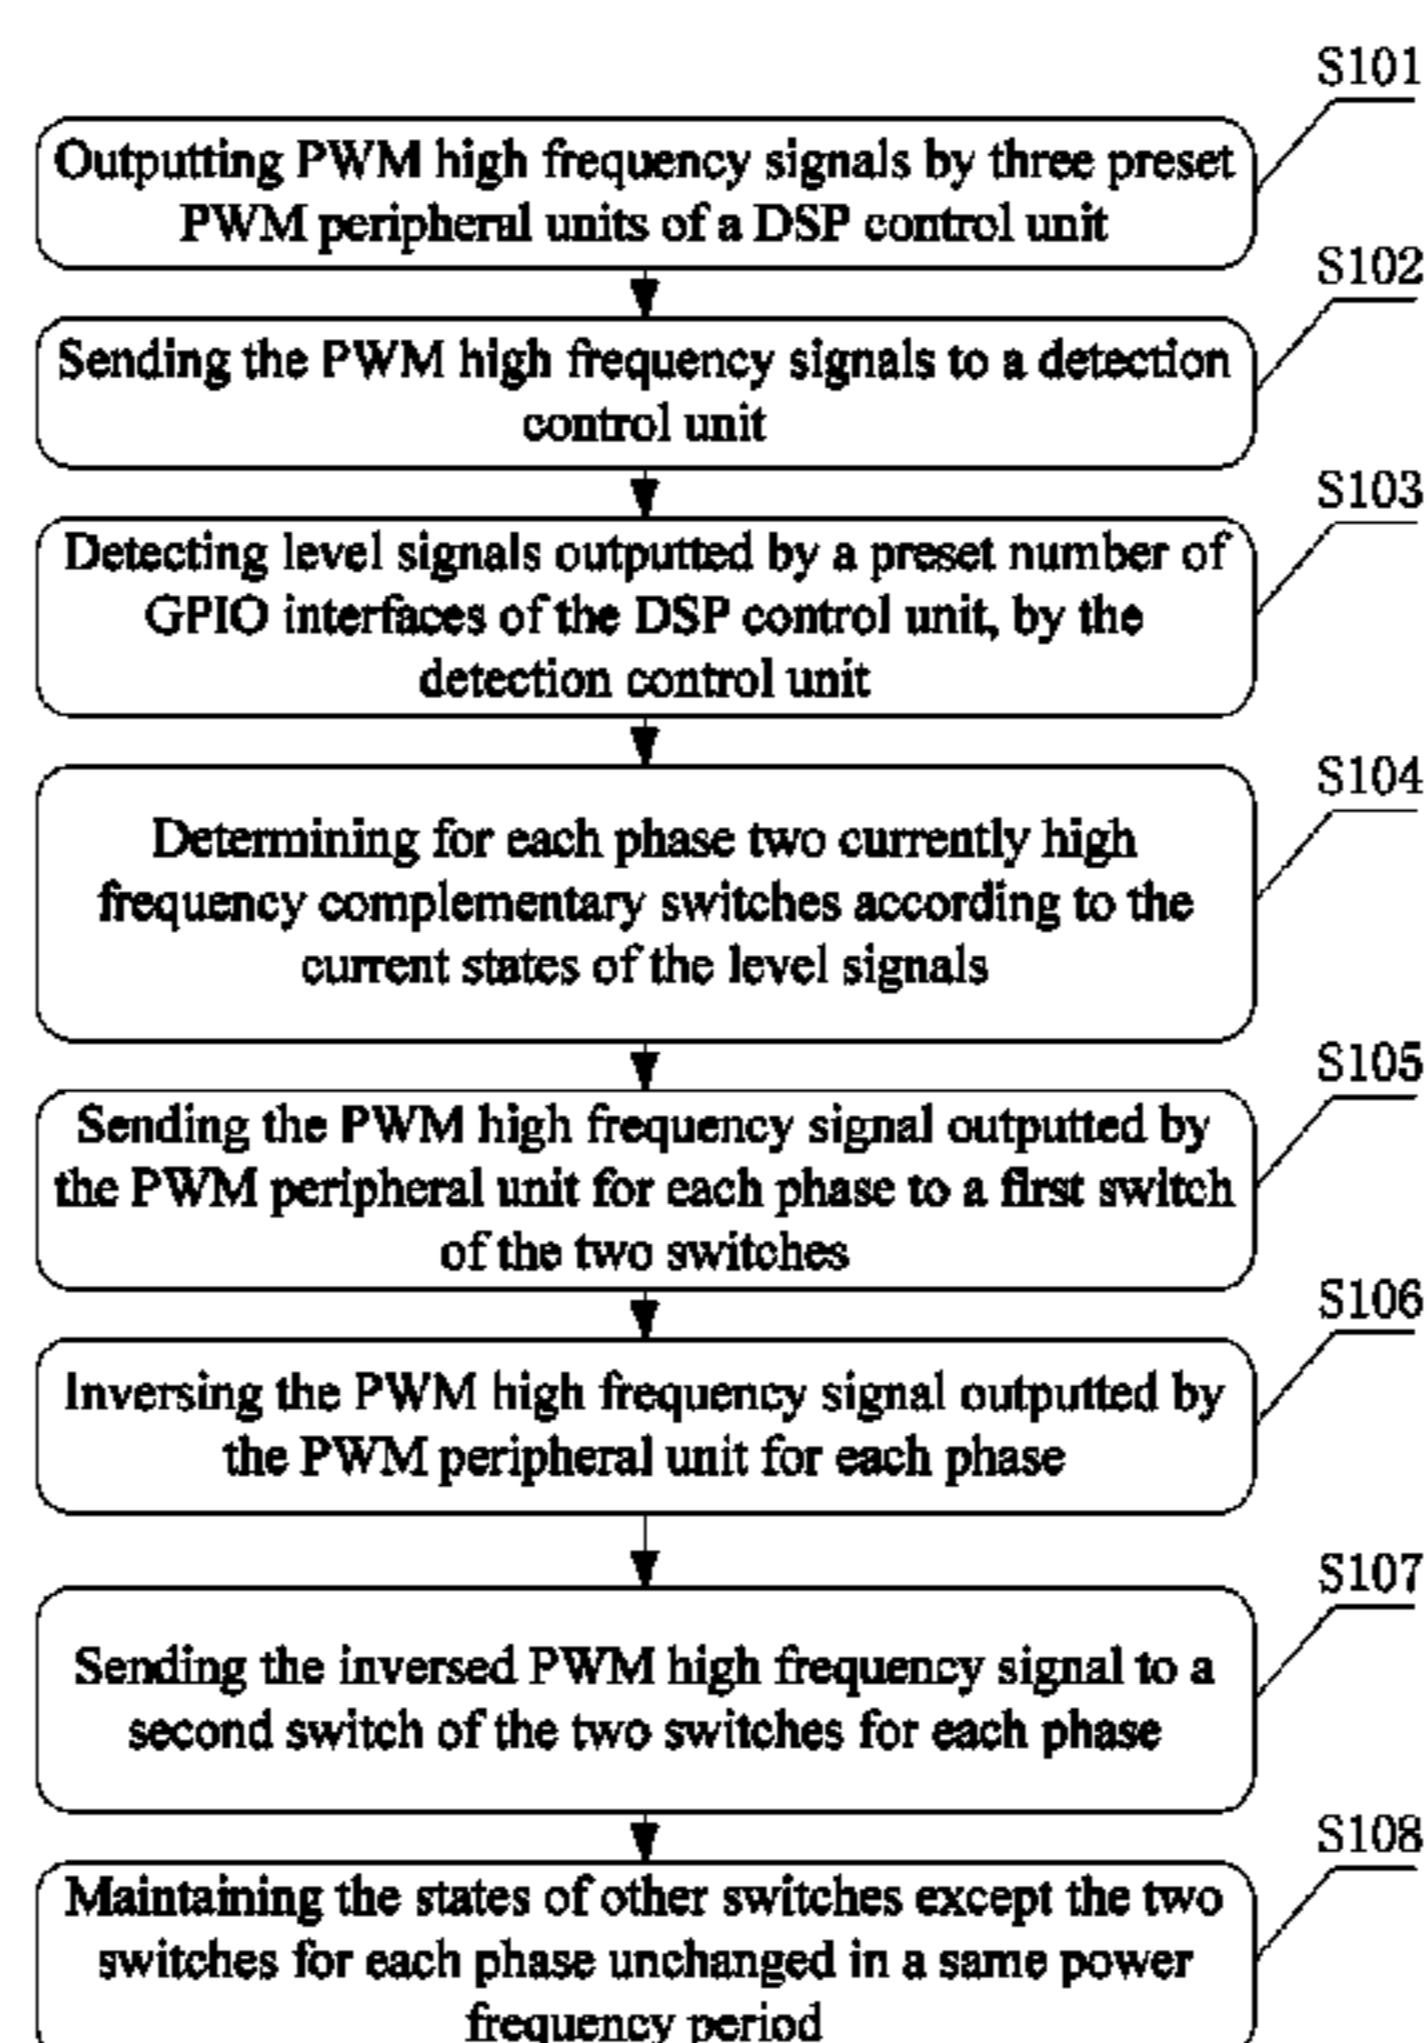 S101
Outputting PWM high frequency signals by three preset
PWM peripheral units of a DSP control unit
S102
Sending the PWM high frequency signals to a detection
control unit
S103
Detecting level signals outputted by a preset number of
GPIO interfaces of the DSP control unit, by the
detection control unit
S104
Determining for each phase two currently high
frequency complementary switches according to the
current states of the level signals
S105
Sending the PWM high frequency signal outputted by
the PWM peripheral unit for each phase to a first switch
of the two switches
S106
Inversing the PWM high frequency signal outputted by
the PWM peripheral unit for each phase
S107
Sending the inversed PWM high frequency signal to a
second switch of the two switches for each phase
S108
Maintaining the states of other switches except the two
switches for each phase unchanged in a same power
frequency period